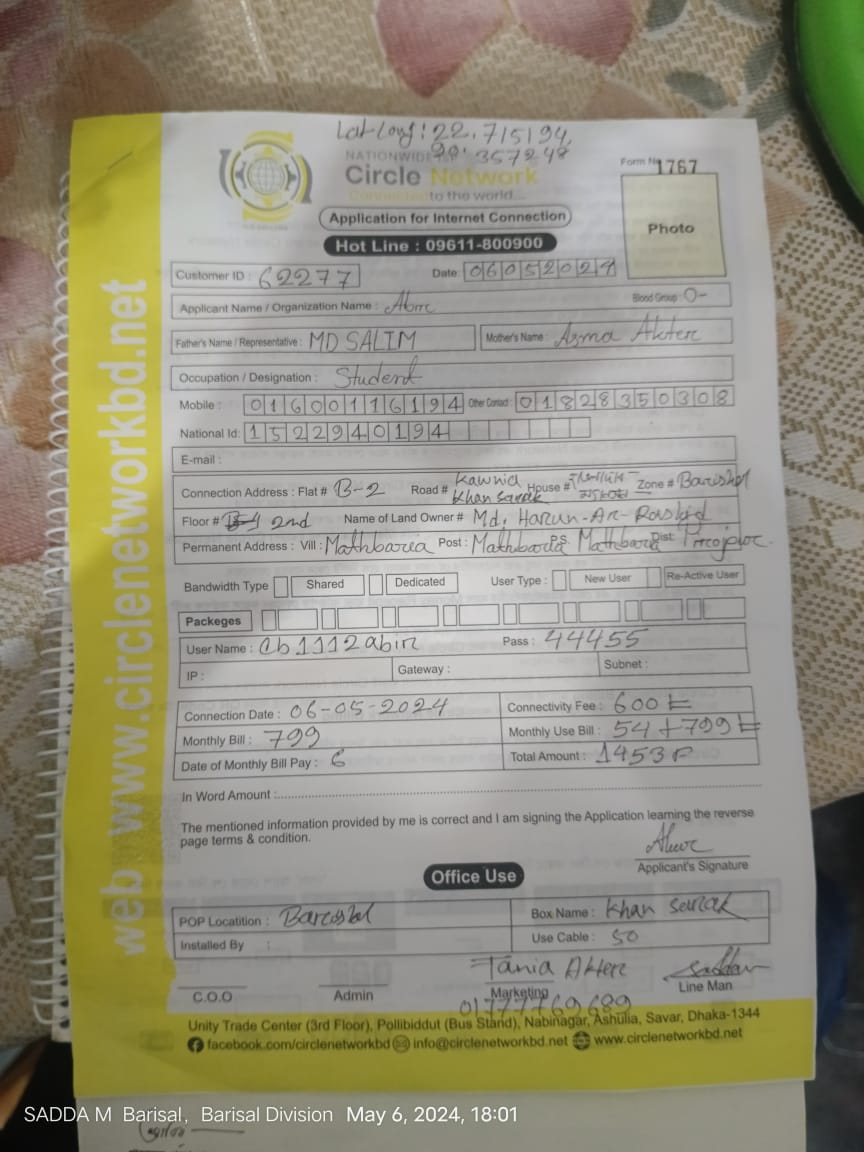 Lat-long: 22.715194,
90.357248
NATIONWIDE
Circle Network
Connected to the world...
Form No 1767
Photo
Application for Internet Connection
Hot Line : 09611-800900
Customer ID : 62277
Date: 06052024
Applicant Name / Organization Name : Abir
Blood Group : O-
Father's Name / Representative : MD SALIM
Mother's Name : Asma Akter
Occupation / Designation : Student
Mobile : 01600116194 Other Contact : 01828350308
National Id: 1522940194
E-mail :
Connection Address : Flat # B-2 Road # Kawnia Khan Sarak House # Zone # Barishal
Floor # 2nd Name of Land Owner # Md. Harun-Ar-Rashid
Permanent Address : Vill : Mathbaria Post : Mathbaria P.S: Mathbaria Dist: Pirojpur
Bandwidth Type Shared Dedicated User Type : New User Re-Active User
Packeges
User Name : cb1112abir Pass : 44455
IP : Gateway : Subnet :
Connection Date : 06-05-2024 Connectivity Fee : 600
Monthly Bill : 799 Monthly Use Bill : 54+799
Date of Monthly Bill Pay : 6 Total Amount : 1453
In Word Amount :
The mentioned information provided by me is correct and I am signing the Application learning the reverse
page terms & condition.
Applicant's Signature
Office Use
POP Locatition : Barishal Box Name : Khan Sarak
Installed By : Use Cable : 50
Tania Akter Saddam
C.O.O Admin Marketing Line Man
01777769689
Unity Trade Center (3rd Floor), Pollibiddut (Bus Stand), Nabinagar, Ashulia, Savar, Dhaka-1344
facebook.com/circlenetworkbd info@circlenetworkbd.net www.circlenetworkbd.net
web www.circlenetworkbd.net
SADDA M Barisal, Barisal Division May 6, 2024, 18:01